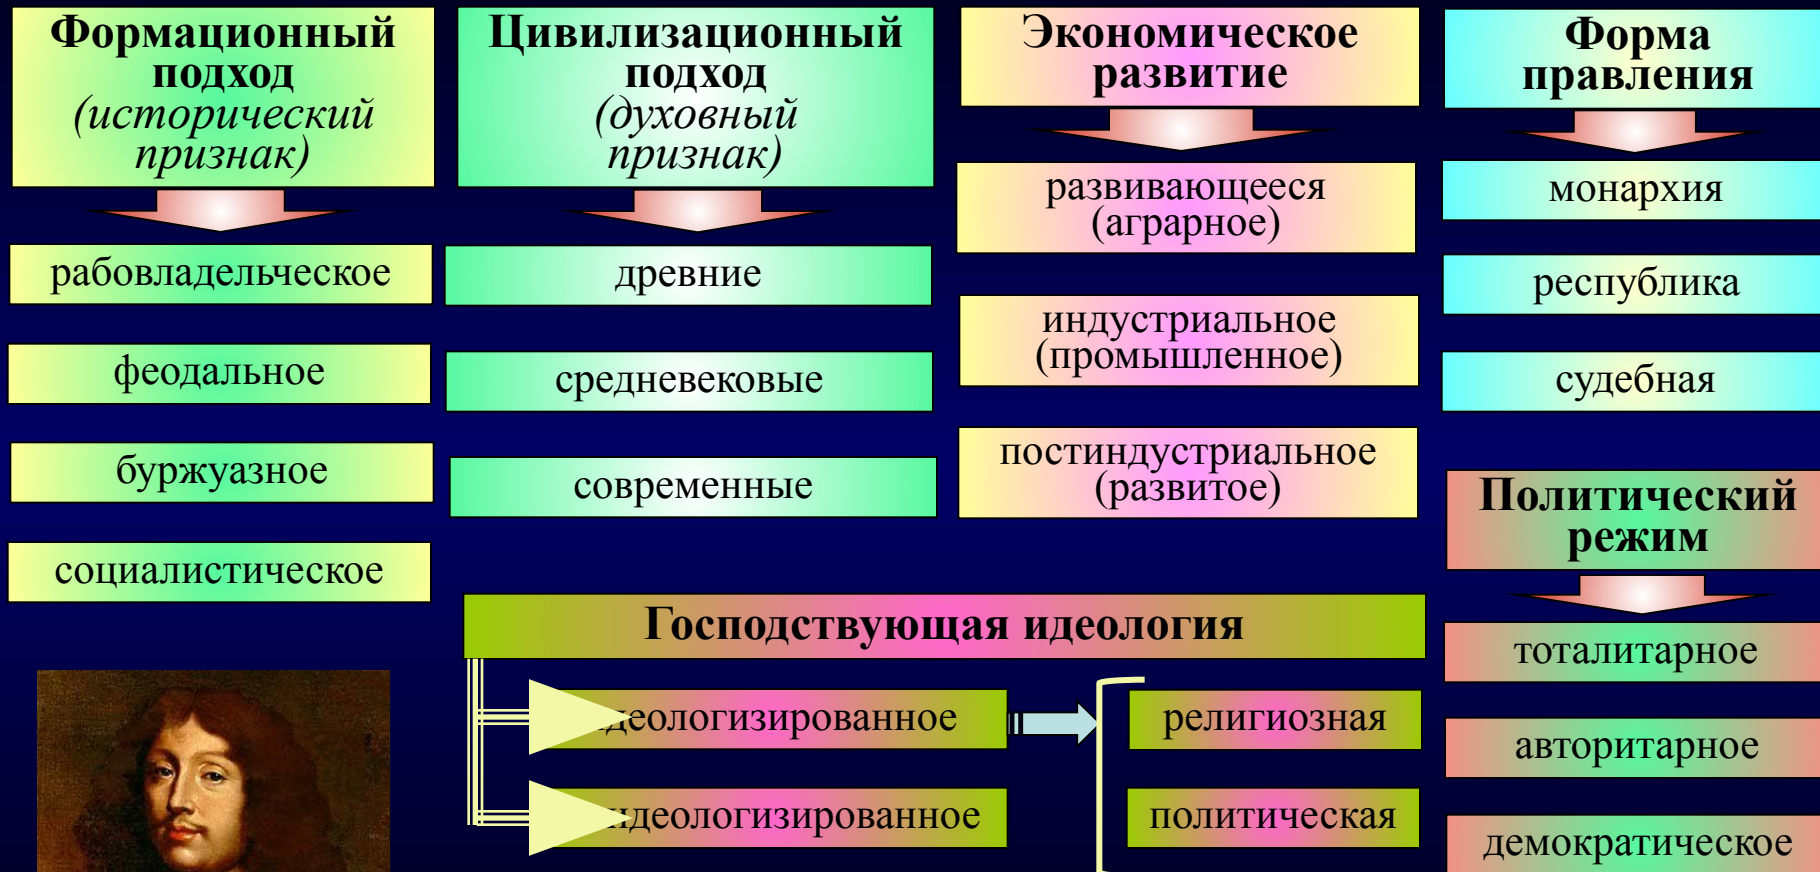 Формационный
подход
(исторический
признак)
рабовладельческое
феодальное
буржуазное
социалистическое
Цивилизационный
подход
(духовный
признак)
древние
средневековые
современные
Экономическое
развитие
развивающееся
(аграрное)
индустриальное
(промышленное)
постиндустриальное
(развитое)
Форма
правления
монархия
республика
судебная
Политический
режим
тоталитарное
авторитарное
демократическое
Господствующая идеология
деологизированное
религиозная
идеологизированное
политическая